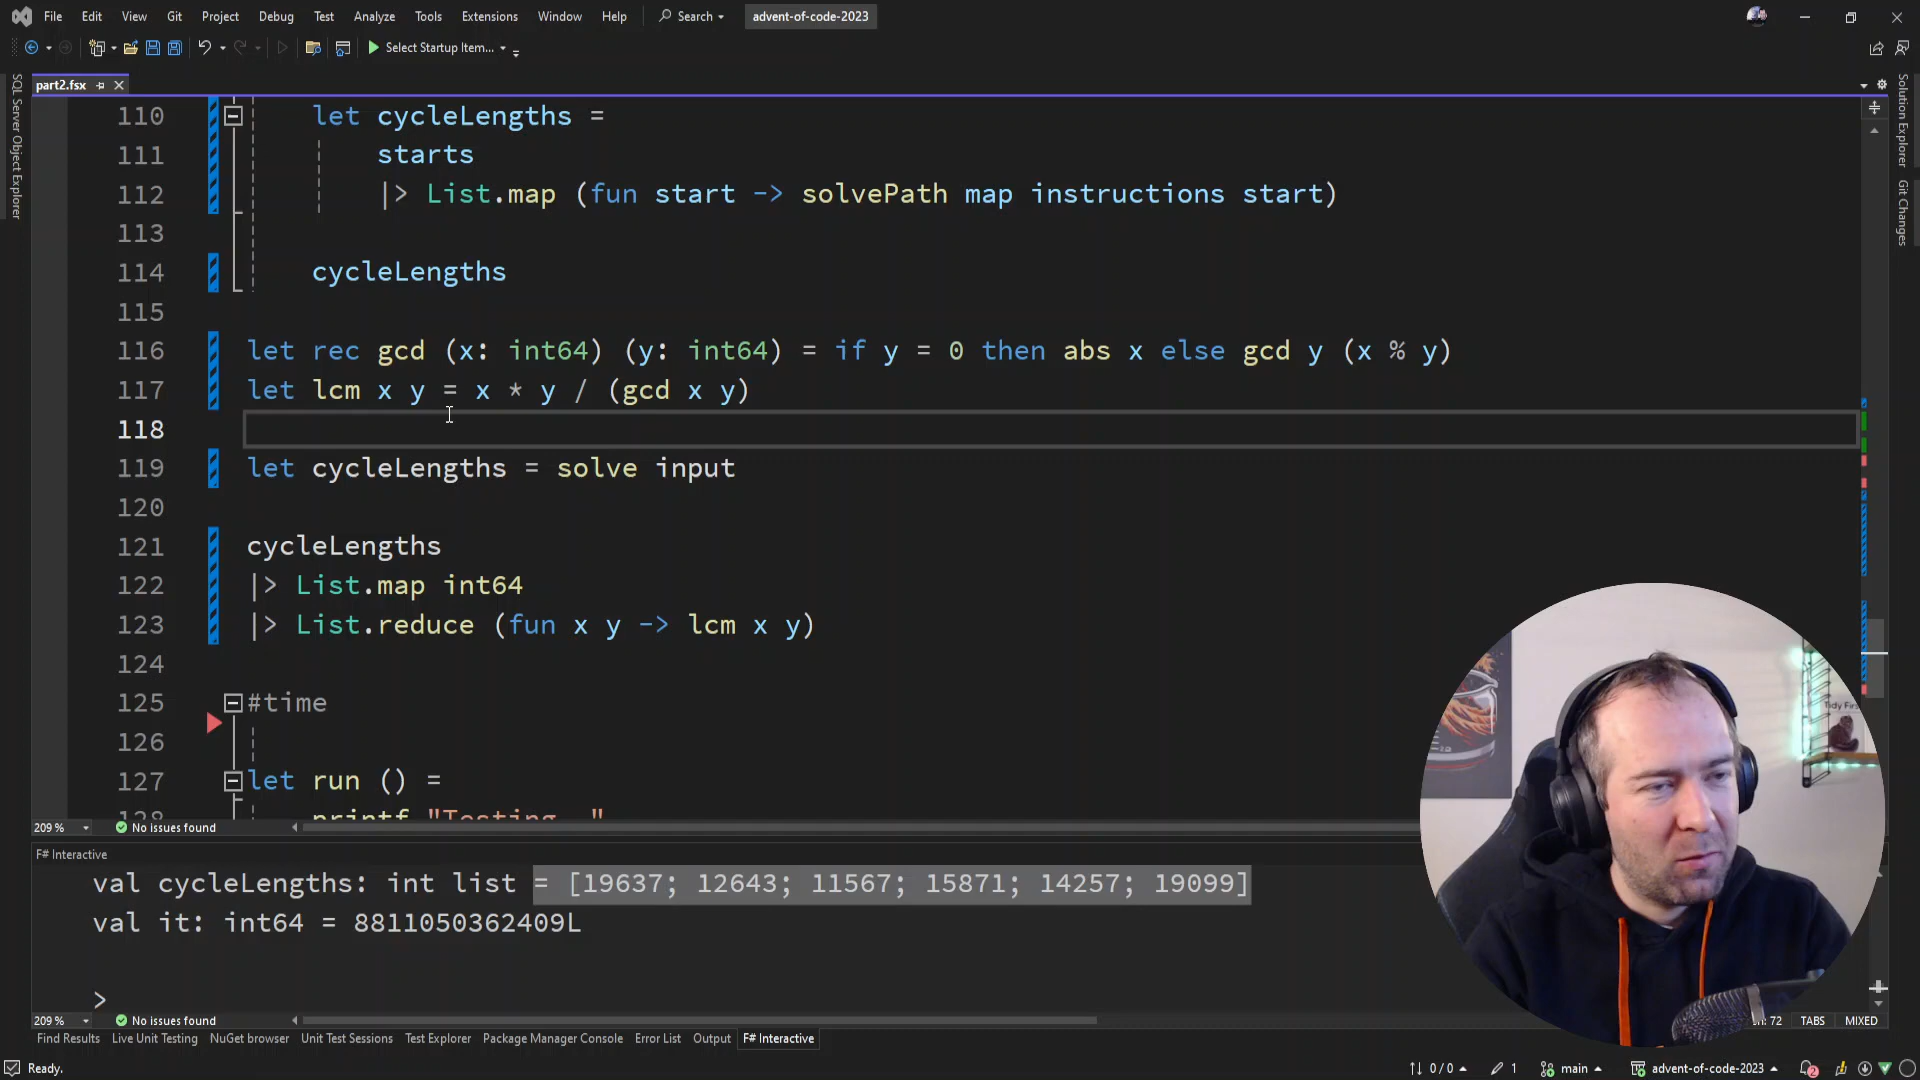 File Edit View Git Project Debug Test Analyze Tools Extensions Window Help Search advent-of-code-2023
Select Startup Item...
part2.fsx
SQL Server Object Explorer
Solution Explorer
Git Changes
110 let cycleLengths =
111 starts
112 |> List.map (fun start -> solvePath map instructions start)
113
114 cycleLengths
115
116 let rec gcd (x: int64) (y: int64) = if y = 0 then abs x else gcd y (x % y)
117 let lcm x y = x * y / (gcd x y)
118
119 let cycleLengths = solve input
120
121 cycleLengths
122 |> List.map int64
123 |> List.reduce (fun x y -> lcm x y)
124
125 #time
126
127 let run () =
128 printf "Testing.."
209 % No issues found
F# Interactive
val cycleLengths: int list = [19637; 12643; 11567; 15871; 14257; 19099]
val it: int64 = 8811050362409L
>
209 % No issues found
: 72 TABS MIXED
Find Results Live Unit Testing NuGet browser Unit Test Sessions Test Explorer Package Manager Console Error List Output F# Interactive
Ready.
0 / 0 1 main advent-of-code-2023 2
Tidy First